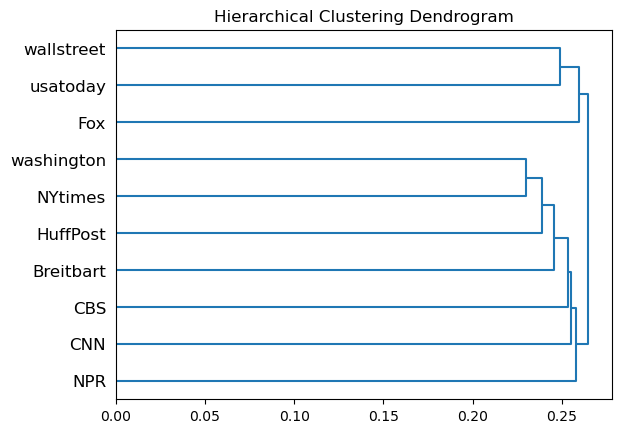 Hierarchical Clustering Dendrogram
wallstreet
usatoday
Fox
washington
NYtimes
HuffPost
Breitbart
CBS
CNN
NPR
0.00 0.05 0.10 0.15 0.20 0.25